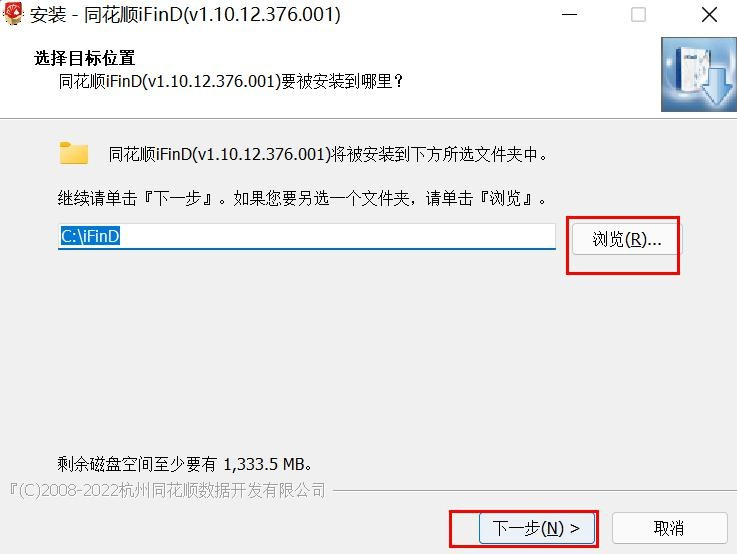 安装 - 同花顺iFinD(v1.10.12.376.001)
选择目标位置
同花顺iFinD(v1.10.12.376.001)要被安装到哪里？
同花顺iFinD(v1.10.12.376.001)将被安装到下方所选文件夹中。
继续请单击『下一步』。如果您要另选一个文件夹，请单击『浏览』。
C:\iFinD
浏览(R)...
剩余磁盘空间至少要有 1,333.5 MB。
『(C)2008-2022杭州同花顺数据开发有限公司
下一步(N) >
取消